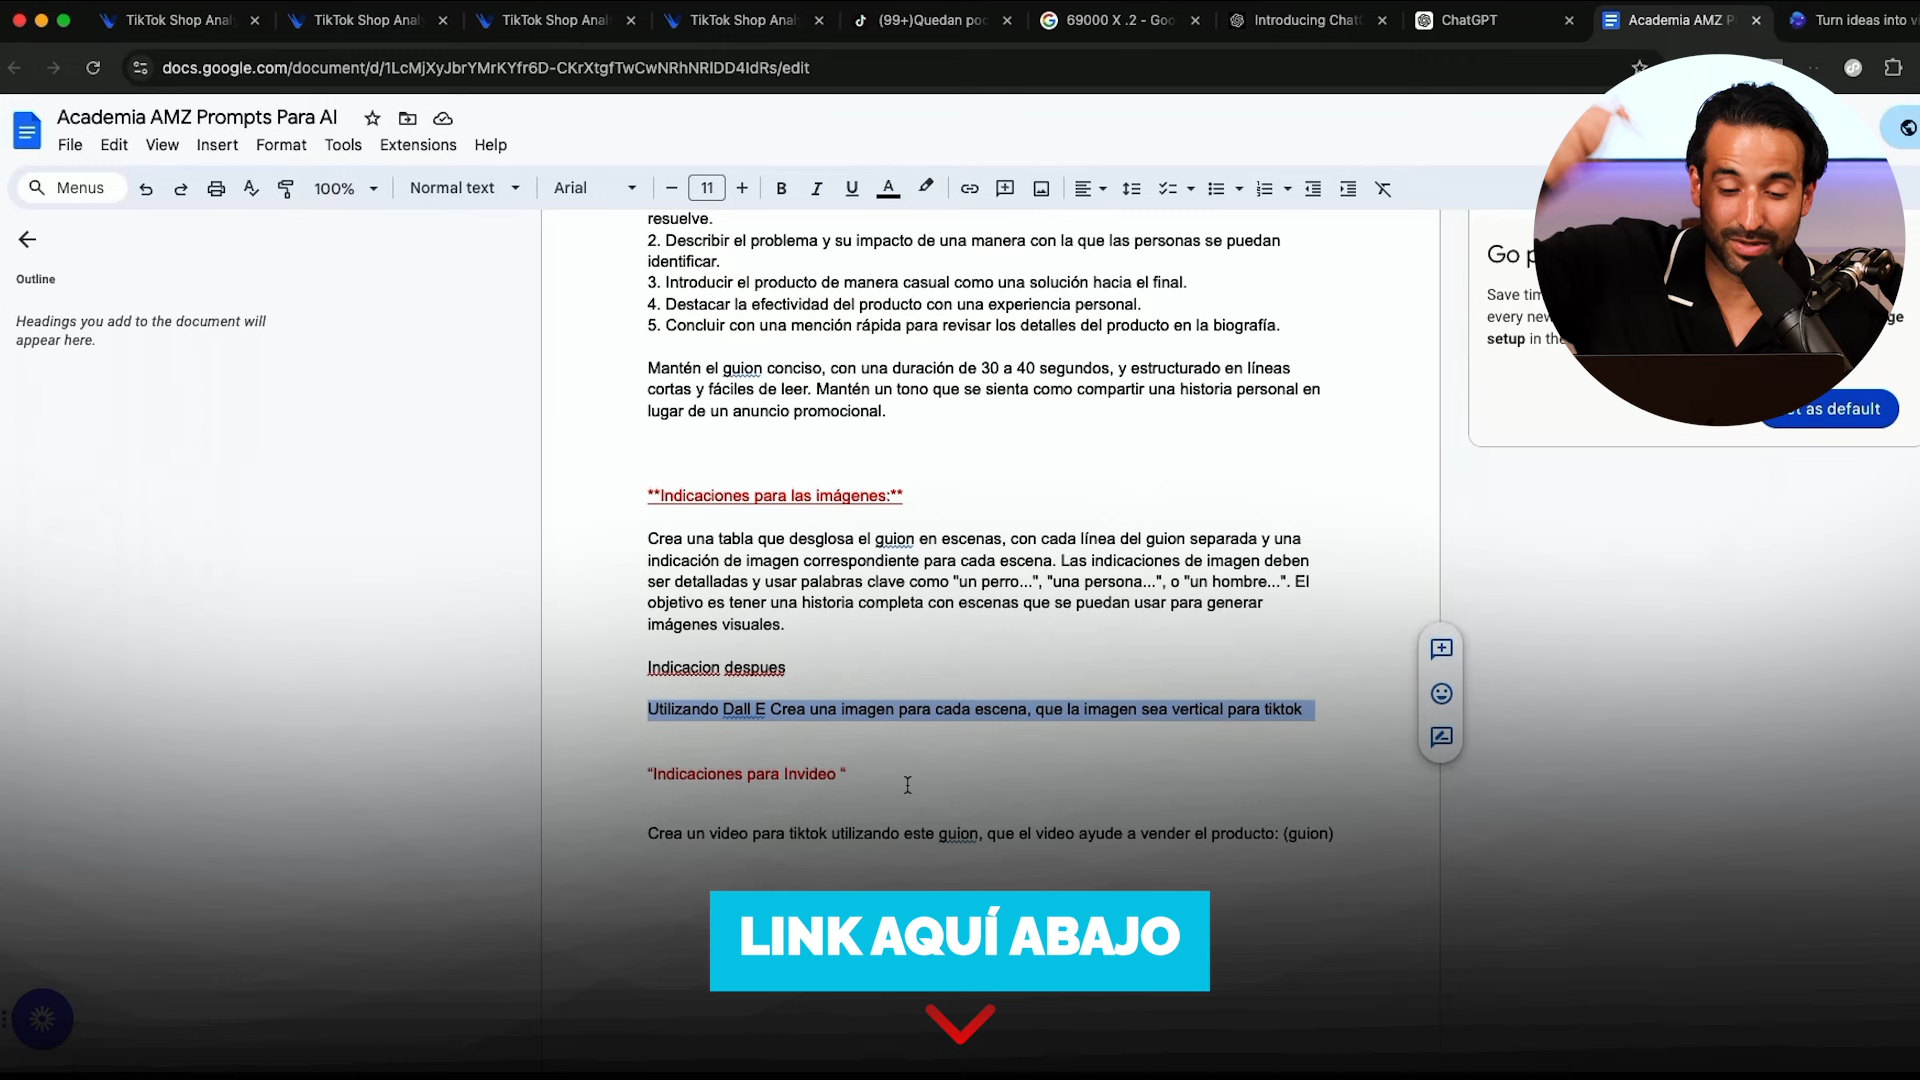 TikTok Shop Anal
TikTok Shop Anal
TikTok Shop Anal
TikTok Shop Anal
(99+)Quedan poc
69000 X .2 - Goo
Introducing Chat
ChatGPT
Academia AMZ P
Turn ideas into vi
docs.google.com/document/d/1LcMjXyJbrYMrKYfr6D-CKrXtgfTwCwNRhNRIDD4IdRs/edit
Academia AMZ Prompts Para AI
File Edit View Insert Format Tools Extensions Help
Menus 100% Normal text Arial 11
Outline
Headings you add to the document will
appear here.
resuelve.
2. Describir el problema y su impacto de una manera con la que las personas se puedan
identificar.
3. Introducir el producto de manera casual como una solución hacia el final.
4. Destacar la efectividad del producto con una experiencia personal.
5. Concluir con una mención rápida para revisar los detalles del producto en la biografía.
Mantén el guion conciso, con una duración de 30 a 40 segundos, y estructurado en líneas
cortas y fáciles de leer. Mantén un tono que se sienta como compartir una historia personal en
lugar de un anuncio promocional.
**Indicaciones para las imágenes:**
Crea una tabla que desglosa el guion en escenas, con cada línea del guion separada y una
indicación de imagen correspondiente para cada escena. Las indicaciones de imagen deben
ser detalladas y usar palabras clave como "un perro...", "una persona...", o "un hombre...". El
objetivo es tener una historia completa con escenas que se puedan usar para generar
imágenes visuales.
Indicacion despues
Utilizando Dall E Crea una imagen para cada escena, que la imagen sea vertical para tiktok
“Indicaciones para Invideo “
Crea un video para tiktok utilizando este guion, que el video ayude a vender el producto: (guion)
Go p
Save tim
every new
setup in the
as default
LINK AQUÍ ABAJO